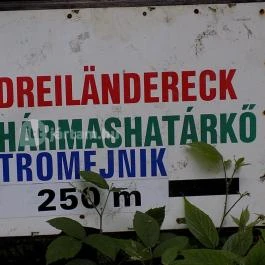 DREILÄNDERECK
HÁRMASHATÁRKŐ
TROMEJNIK
250 m